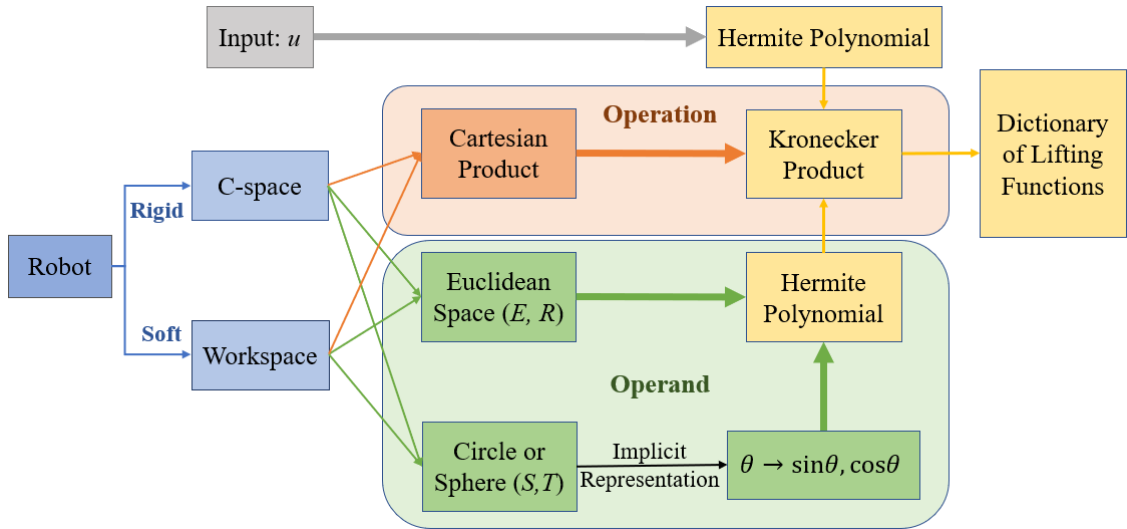 Input: u
Hermite Polynomial
Operation
Cartesian
Product
Kronecker
Product
Dictionary
of Lifting
Functions
C-space
Rigid
Robot
Soft
Workspace
Euclidean
Space (E, R)
Hermite
Polynomial
Operand
Circle or
Sphere (S,T)
Implicit
Representation
θ → sinθ, cosθ